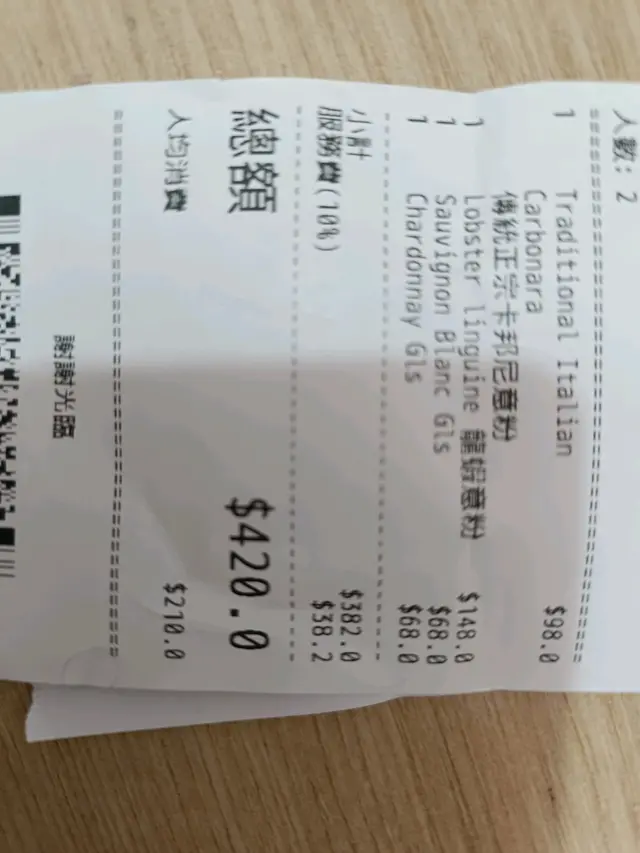 人數: 2
================================
1 Traditional Italian $98.0
Carbonara
傳統正宗卡邦尼意粉
1 Lobster linguine 龍蝦意粉 $148.0
1 Sauvignon Blanc Gls $68.0
1 Chardonnay Gls $68.0
--------------------------------
小計 $382.0
服務費(10%) $38.2
--------------------------------
總額 $420.0
================================
人均消費 $210.0
謝謝光臨